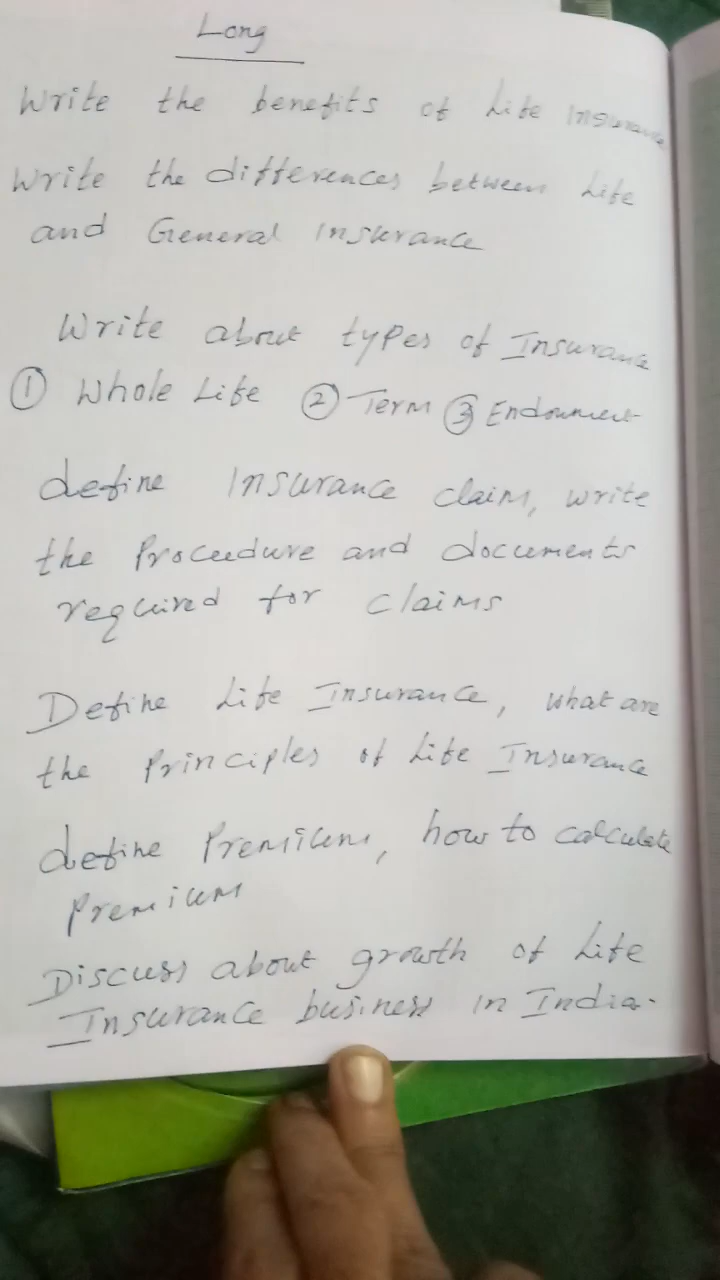 Long
Write the benefits of Life Insurance
Write the differences between Life
and General Insurance
Write about types of Insurance
① Whole Life ② Term ③ Endowment
define Insurance claim, write
the Proceedure and documents
required for claims
Define Life Insurance, what are
the Principles of Life Insurance
define Premium, how to calculate
Premium
Discuss about growth of Life
Insurance business in India.